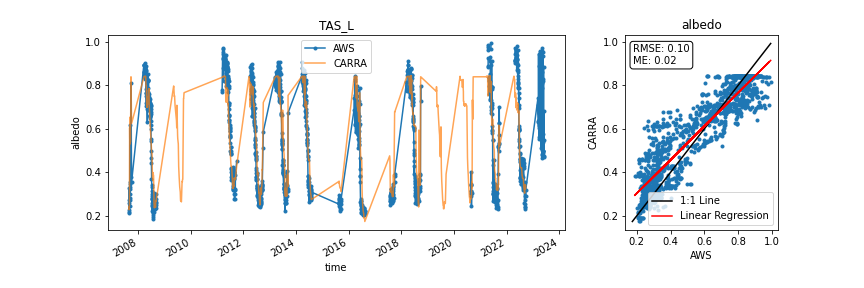 TAS_L
albedo
1.0
0.8
0.6
0.4
0.2
AWS
CARRA
albedo
2008
2010
2012
2014
2016
2018
2020
2022
2024
time
1.0
0.8
0.6
0.4
0.2
RMSE: 0.10
ME: 0.02
CARRA
1:1 Line
Linear Regression
0.2
0.4
0.6
0.8
1.0
AWS